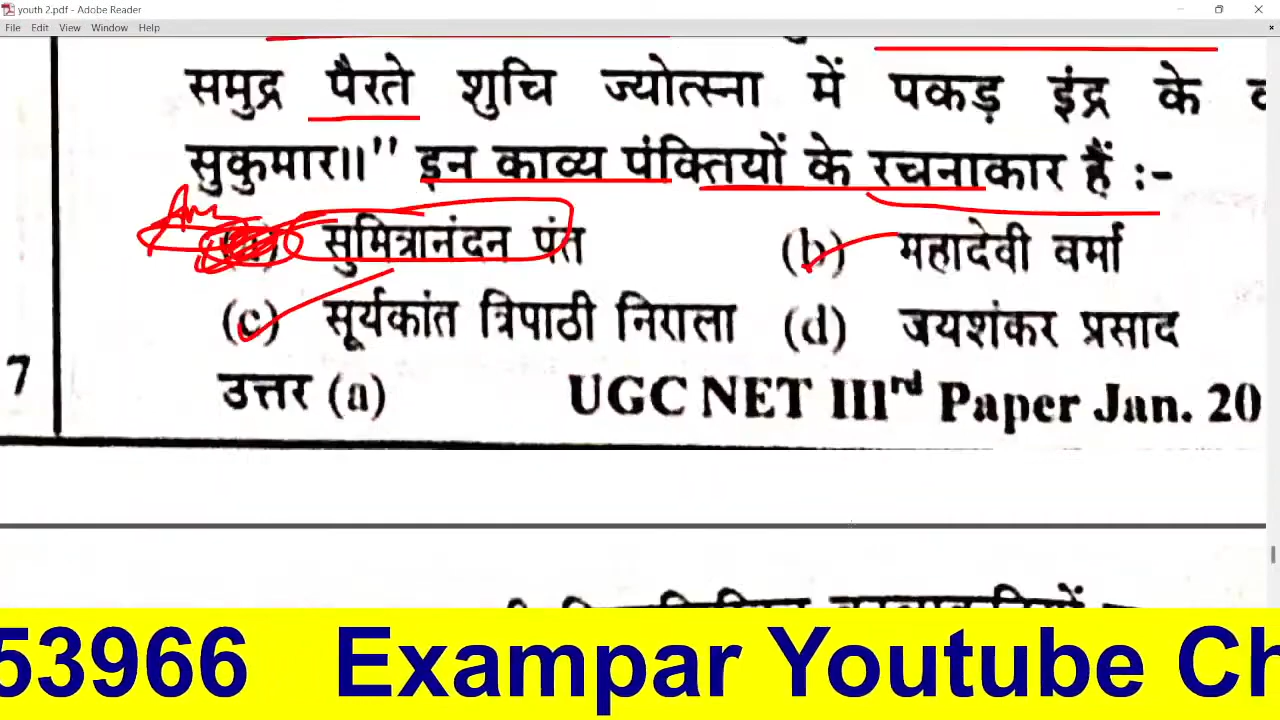 youth 2.pdf - Adobe Reader
File Edit View Window Help
समुद्र पैरते शुचि ज्योत्स्ना में पकड़ इंद्र के
सुकुमार॥" इन काव्य पंक्तियों के रचनाकार हैं :-
Ans
सुमित्रानंदन पंत (b) महादेवी वर्मा
(c) सूर्यकांत त्रिपाठी निराला (d) जयशंकर प्रसाद
7
उत्तर (a) UGC NET IIIrd Paper Jan. 20
53966 Exampar Youtube Ch